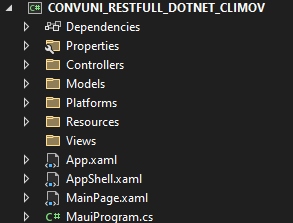 C# CONVUNI_RESTFULL_DOTNET_CLIMOV
Dependencies
Properties
Controllers
Models
Platforms
Resources
Views
App.xaml
AppShell.xaml
MainPage.xaml
C# MauiProgram.cs